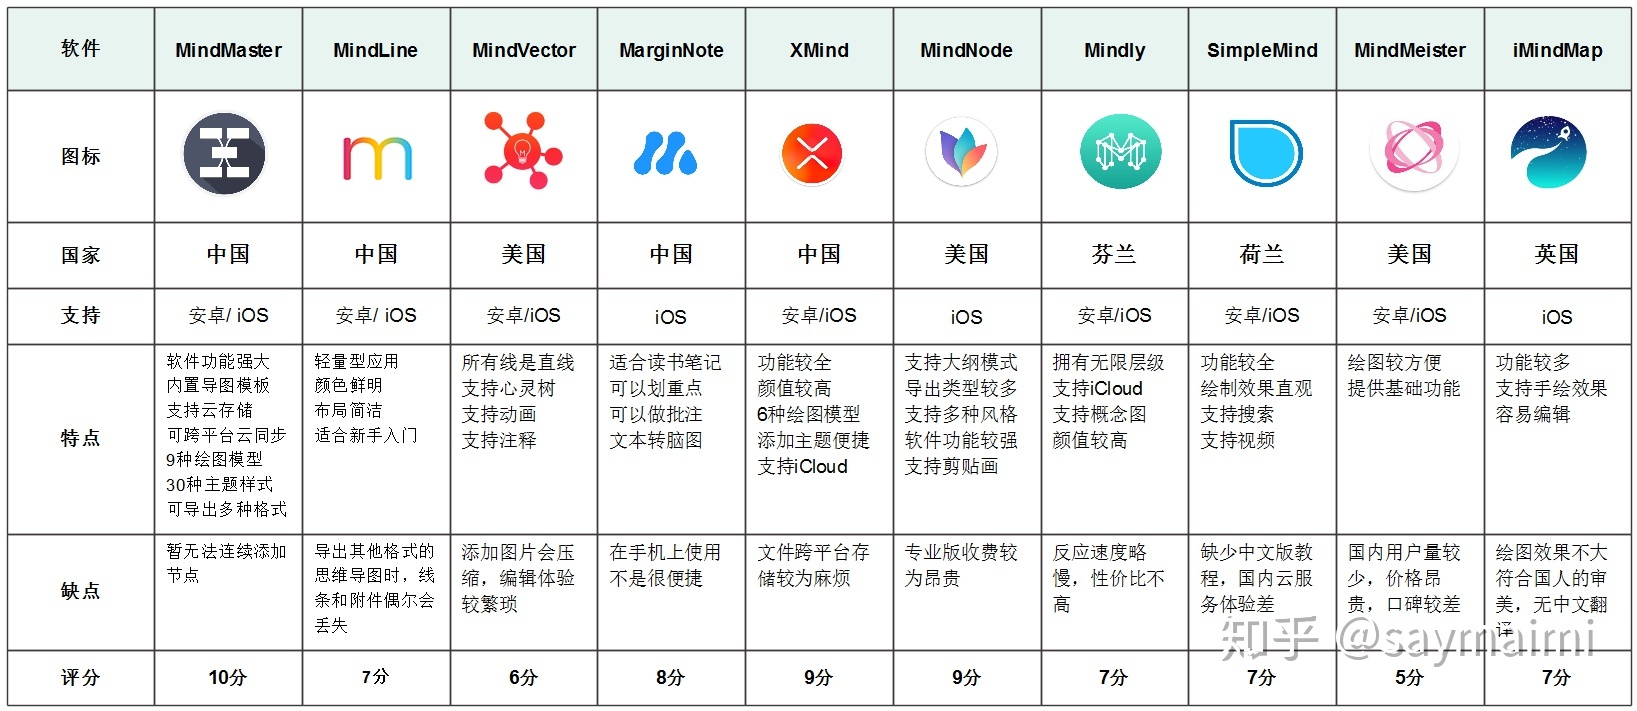 软件 MindMaster MindLine MindVector MarginNote XMind MindNode Mindly SimpleMind MindMeister iMindMap
图标
国家 中国 中国 美国 中国 中国 美国 芬兰 荷兰 美国 英国
支持 安卓/ iOS 安卓/ iOS 安卓/iOS iOS 安卓/iOS iOS 安卓/iOS 安卓/iOS 安卓/iOS iOS
特点
软件功能强大
内置导图模板
支持云存储
可跨平台云同步
9种绘图模型
30种主题样式
可导出多种格式
轻量型应用
颜色鲜明
布局简洁
适合新手入门
所有线是直线
支持心灵树
支持动画
支持注释
适合读书笔记
可以划重点
可以做批注
文本转脑图
功能较全
颜值较高
6种绘图模型
添加主题便捷
支持iCloud
支持大纲模式
导出类型较多
支持多种风格
软件功能较强
支持剪贴画
拥有无限层级
支持iCloud
支持概念图
颜值较高
功能较全
绘制效果直观
支持搜索
支持视频
绘图较方便
提供基础功能
功能较多
支持手绘效果
容易编辑
缺点
暂无法连续添加
节点
导出其他格式的
思维导图时，线
条和附件偶尔会
丢失
添加图片会压
缩，编辑体验
较繁琐
在手机上使用
不是很便捷
文件跨平台存
储较为麻烦
专业版收费较
为昂贵
反应速度略
慢，性价比不
高
缺少中文版教
程，国内云服
务体验差
国内用户量较
少，价格昂
贵，口碑较差
绘图效果不大
符合国人的审
美，无中文翻
译
评分 10分 7分 6分 8分 9分 9分 7分 7分 5分 7分
知乎 @saymaimi